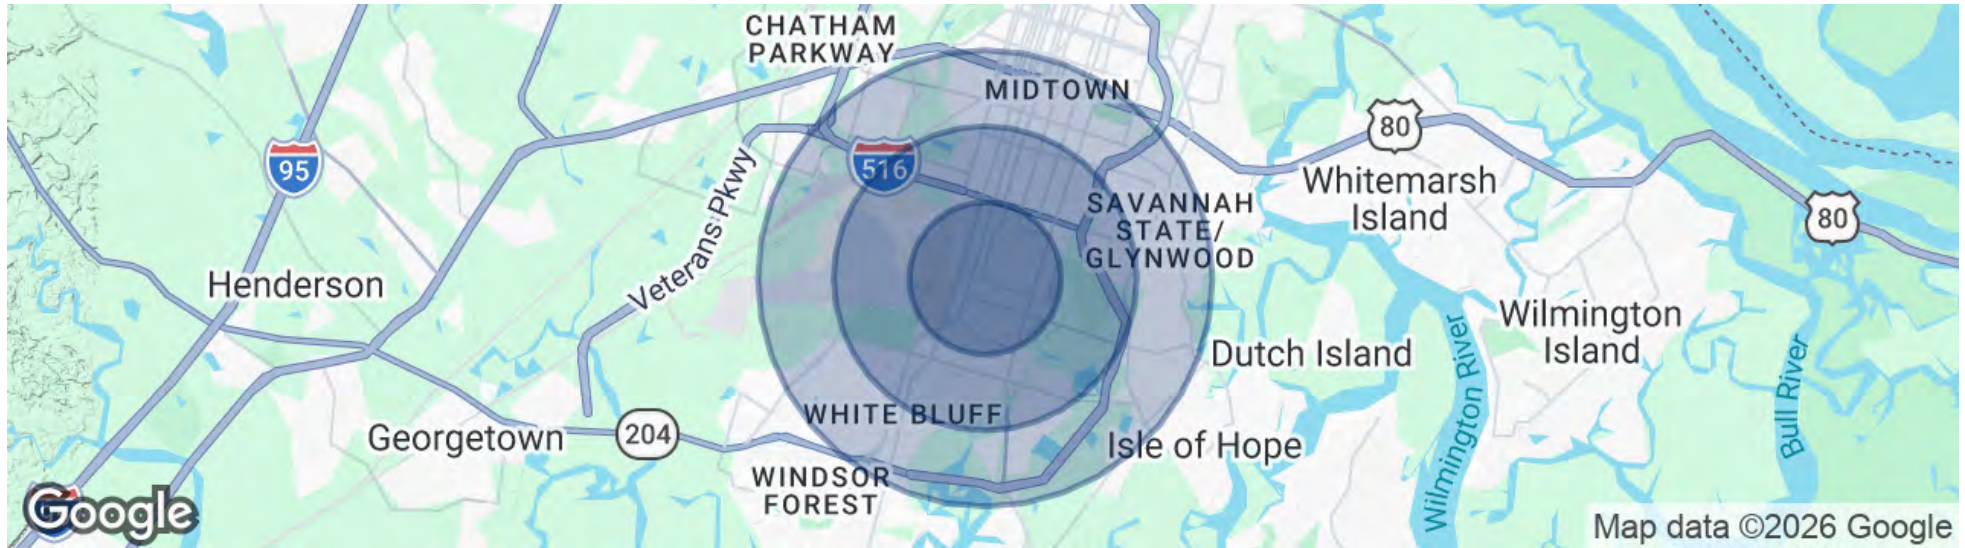 CHATHAM
PARKWAY
MIDTOWN
80
95
516
Whitemarsh
Island
Veterans Pkwy
SAVANNAH
STATE/
GLYNWOOD
80
Henderson
Wilmington
Island
Dutch Island
Wilmington River
Bull River
WHITE BLUFF
Georgetown
204
Isle of Hope
WINDSOR
FOREST
Google
Map data ©2026 Google